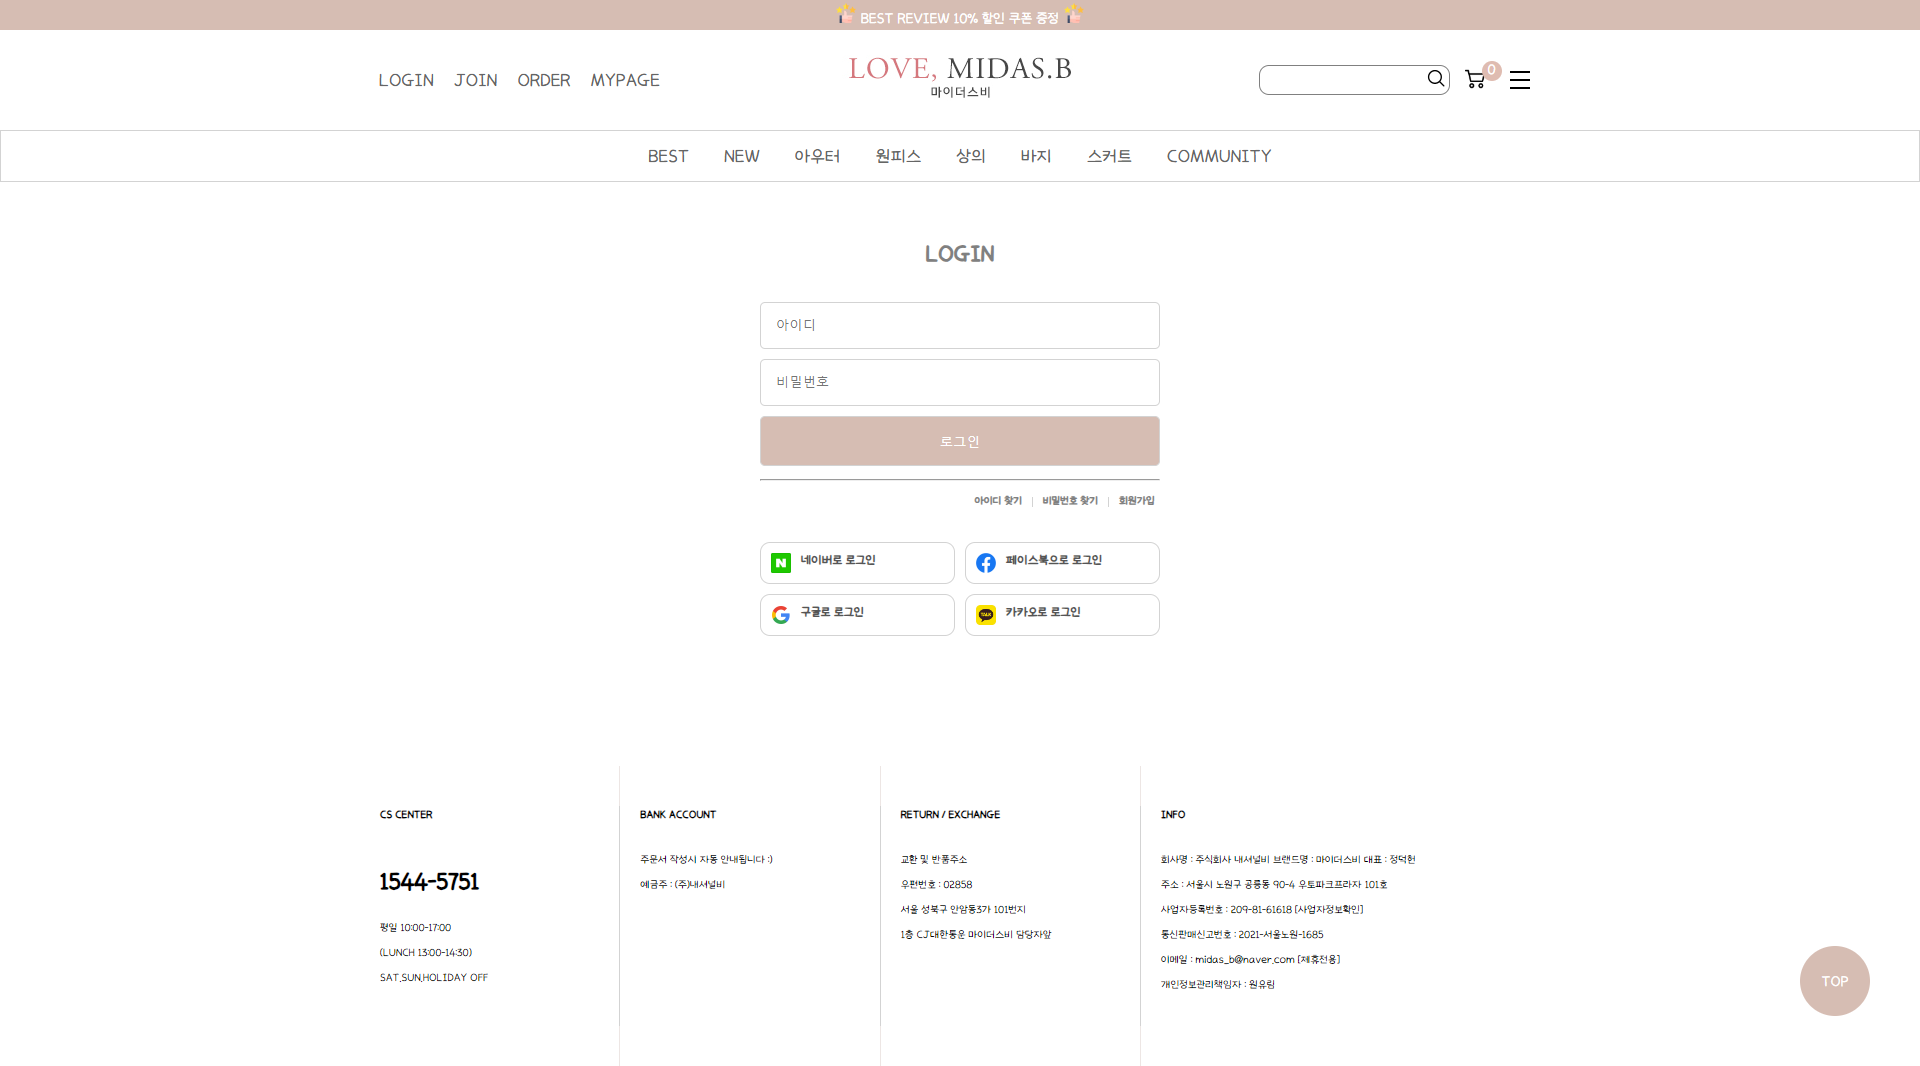 BEST REVIEW 10% 할인 쿠폰 증정
LOGIN JOIN ORDER MYPAGE
LOVE, MIDAS.B
마이더스비
0
BEST NEW 아우터 원피스 상의 바지 스커트 COMMUNITY
LOGIN
아이디
비밀번호
로그인
아이디 찾기 비밀번호 찾기 회원가입
네이버로 로그인
페이스북으로 로그인
구글로 로그인
카카오로 로그인
CS CENTER
1544-5751
평일 10:00-17:00
(LUNCH 13:00-14:30)
SAT.SUN.HOLIDAY OFF
BANK ACCOUNT
주문서 작성시 자동 안내됩니다 :)
예금주 : (주)내셔널비
RETURN / EXCHANGE
교환 및 반품주소
우편번호 : 02858
서울 성북구 안암동3가 101번지
1층 CJ대한통운 마이더스비 담당자앞
INFO
회사명 : 주식회사 내셔널비 브랜드명 : 마이더스비 대표 : 정덕헌
주소 : 서울시 노원구 공릉동 90-4 우토파크프라자 101호
사업자등록번호 : 209-81-61618 [사업자정보확인]
통신판매신고번호 : 2021-서울노원-1685
이메일 : midas_b@naver.com [제휴전용]
개인정보관리책임자 : 원유림
TOP